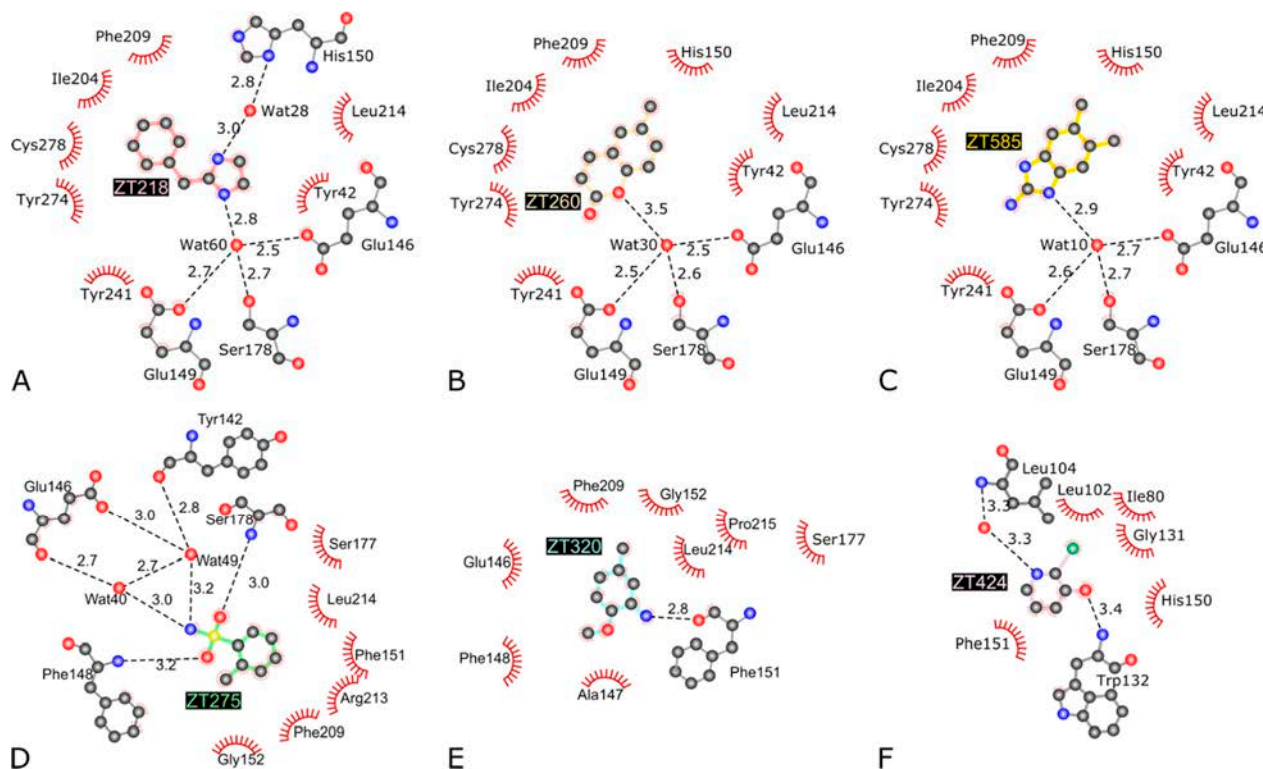 Phe209
His150
Ile204
2.8
Wat28
Leu214
3.0
Cys278
ZT218
Tyr42
Tyr274
2.8
Wat60
2.5
Glu146
2.7
2.7
Tyr241
Ser178
Glu149
A
Phe209
His150
Ile204
Leu214
Cys278
Tyr42
Tyr274
ZT260
3.5
Wat30
2.5
Glu146
2.5
2.6
Tyr241
Ser178
Glu149
B
Phe209
His150
Ile204
Leu214
Cys278
ZT585
Tyr42
Tyr274
2.9
Wat10
2.7
Glu146
2.6
2.7
Tyr241
Ser178
Glu149
C
Tyr142
Glu146
2.8
Ser178
3.0
Ser177
Wat49
2.7
2.7
3.2
3.0
Wat40
3.0
Leu214
Phe148
3.2
Phe151
Arg213
ZT275
Phe209
Gly152
D
Phe209
Gly152
Pro215
Ser177
ZT320
Leu214
Glu146
2.8
Phe148
Phe151
Ala147
E
Leu104
Leu102
Ile80
3.3
3.3
Gly131
ZT424
His150
3.4
Phe151
Trp132
F